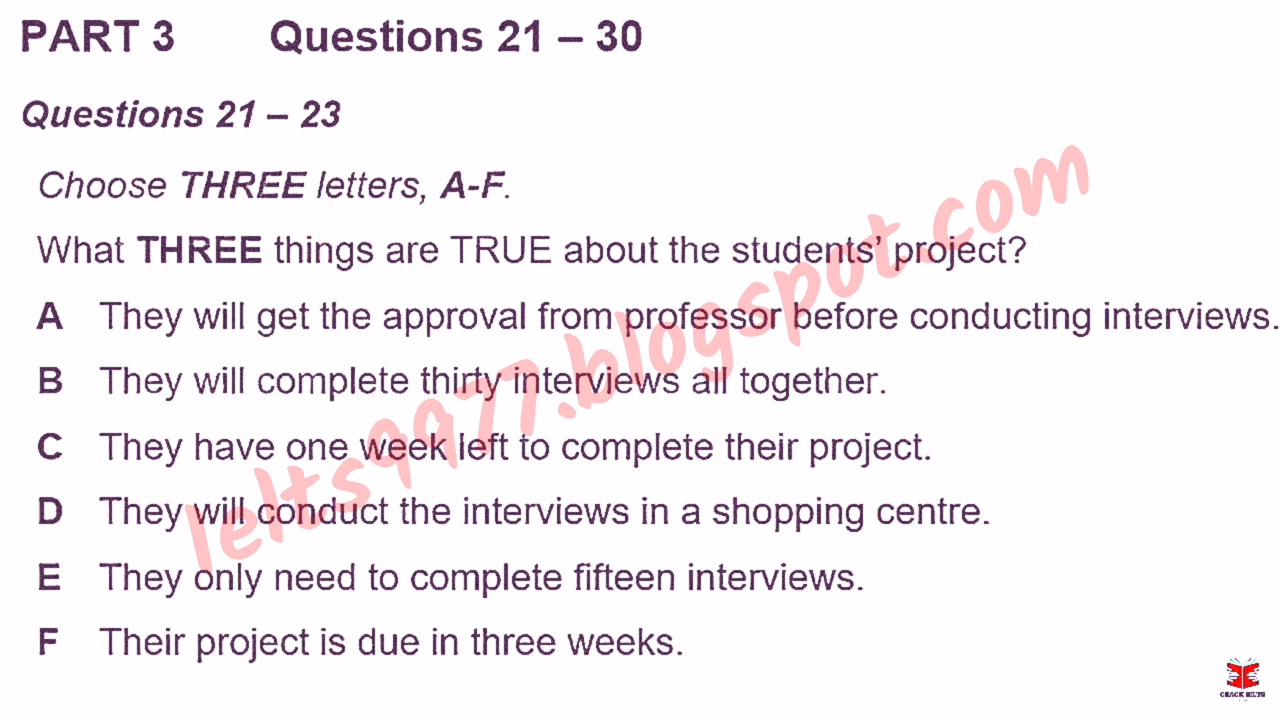 PART 3 Questions 21 – 30
Questions 21 – 23
Choose THREE letters, A-F.
What THREE things are TRUE about the students' project?
A They will get the approval from professor before conducting interviews.
B They will complete thirty interviews all together.
C They have one week left to complete their project.
D They will conduct the interviews in a shopping centre.
E They only need to complete fifteen interviews.
F Their project is due in three weeks.
Ielts9977.blogspot.com
CRACK IELTS